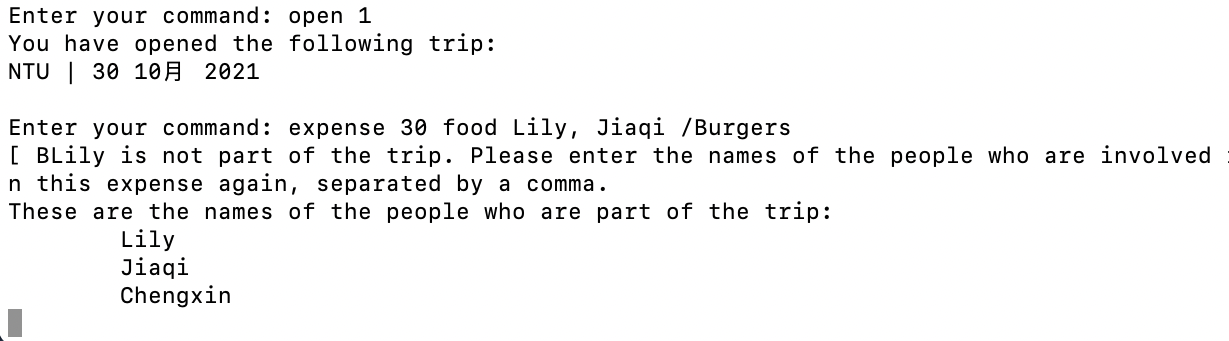 Enter your command: open 1
You have opened the following trip:
NTU | 30 10月 2021
Enter your command: expense 30 food Lily, Jiaqi /Burgers
[ BLily is not part of the trip. Please enter the names of the people who are involved i
n this expense again, separated by a comma.
These are the names of the people who are part of the trip:
Lily
Jiaqi
Chengxin